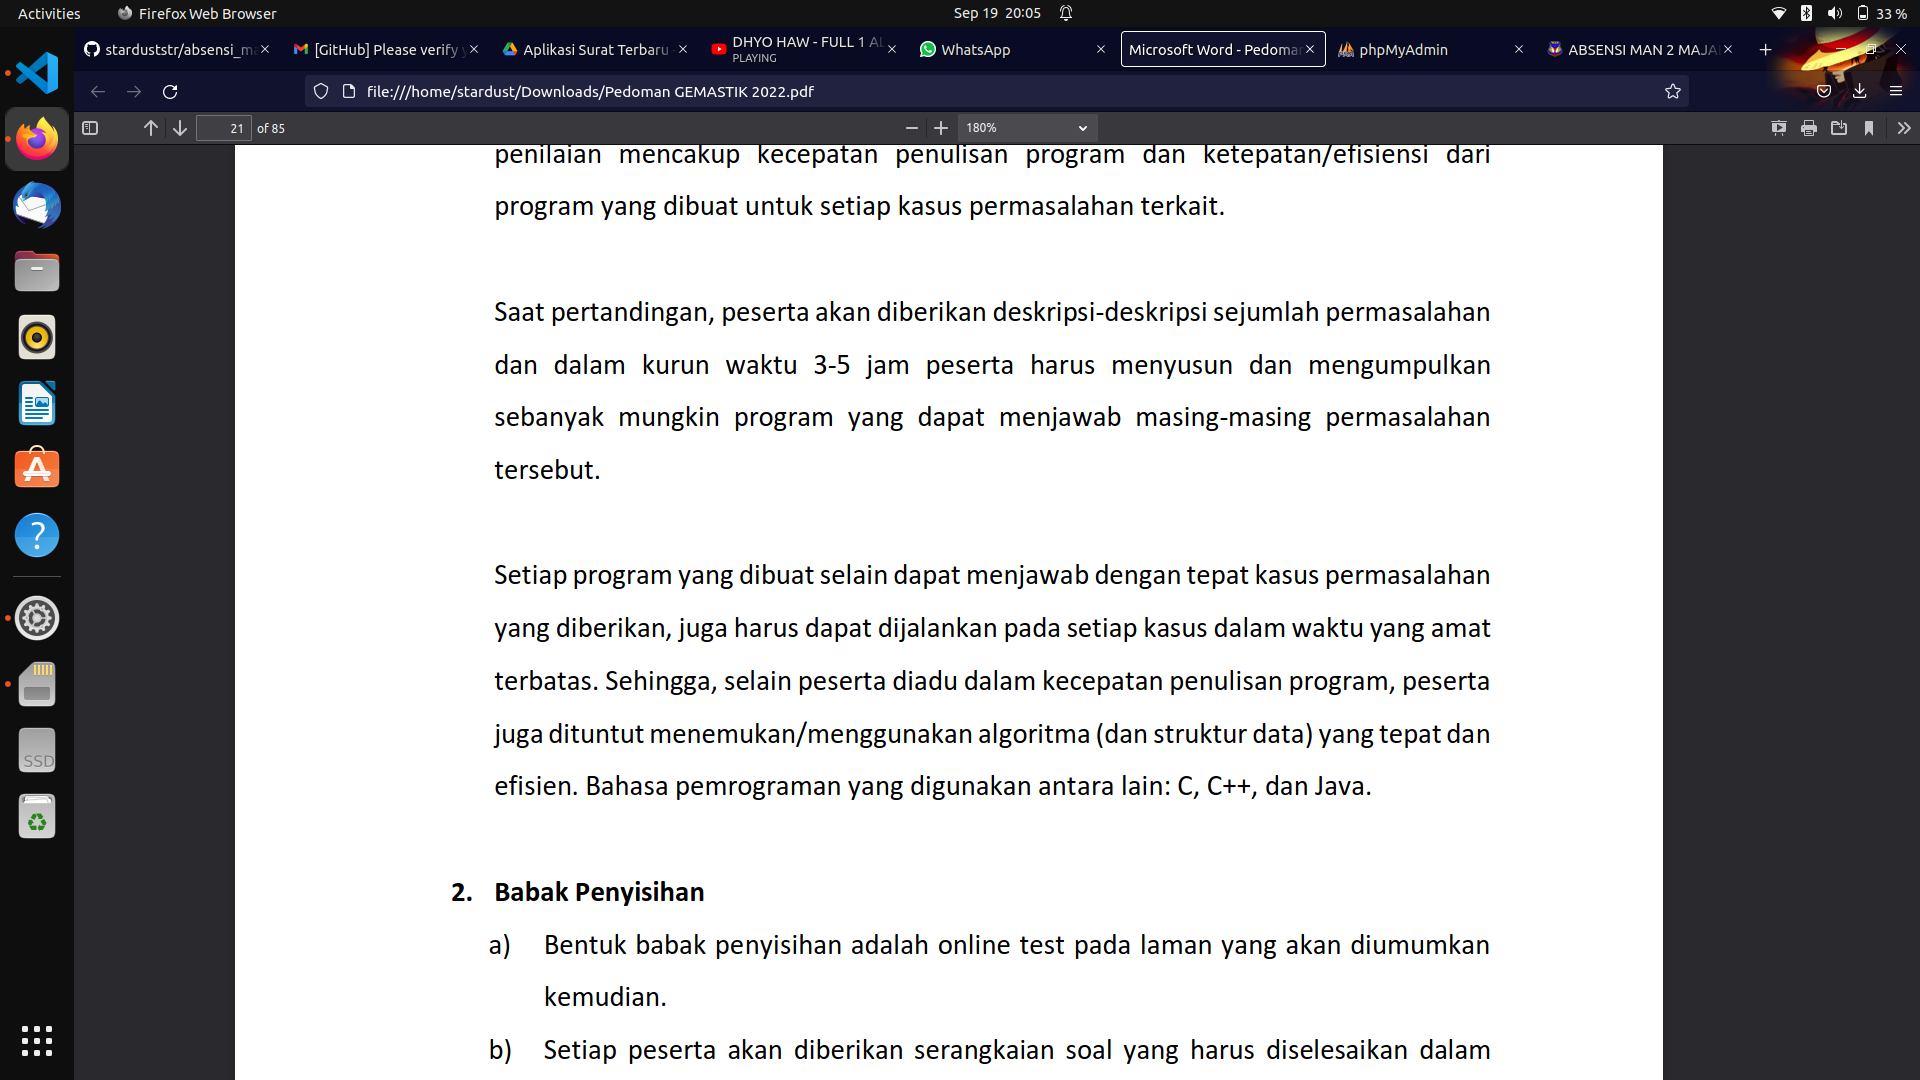 Activities
Firefox Web Browser
Sep 19 20:05
33 %
starduststr/absensi_m
[GitHub] Please verify
Aplikasi Surat Terbaru
DHYO HAW - FULL 1 AL
PLAYING
WhatsApp
Microsoft Word - Pedoma
phpMyAdmin
ABSENSI MAN 2 MAJA
file:///home/stardust/Downloads/Pedoman GEMASTIK 2022.pdf
21 of 85
180%
penilaian mencakup kecepatan penulisan program dan ketepatan/efisiensi dari
program yang dibuat untuk setiap kasus permasalahan terkait.
Saat pertandingan, peserta akan diberikan deskripsi-deskripsi sejumlah permasalahan
dan dalam kurun waktu 3-5 jam peserta harus menyusun dan mengumpulkan
sebanyak mungkin program yang dapat menjawab masing-masing permasalahan
tersebut.
Setiap program yang dibuat selain dapat menjawab dengan tepat kasus permasalahan
yang diberikan, juga harus dapat dijalankan pada setiap kasus dalam waktu yang amat
terbatas. Sehingga, selain peserta diadu dalam kecepatan penulisan program, peserta
juga dituntut menemukan/menggunakan algoritma (dan struktur data) yang tepat dan
efisien. Bahasa pemrograman yang digunakan antara lain: C, C++, dan Java.
2. Babak Penyisihan
a) Bentuk babak penyisihan adalah online test pada laman yang akan diumumkan
kemudian.
b) Setiap peserta akan diberikan serangkaian soal yang harus diselesaikan dalam
SSD